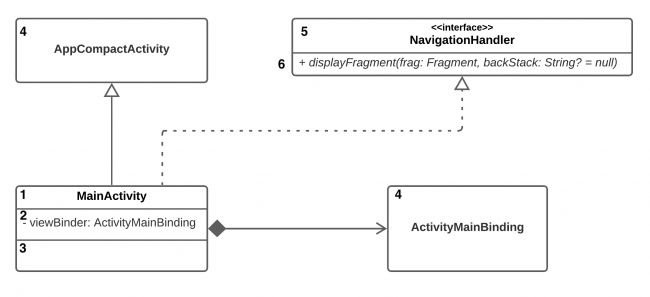 4
AppCompactActivity
5
<<interface>>
NavigationHandler
6
+ displayFragment(frag: Fragment, backStack: String? = null)
1
MainActivity
2
- viewBinder: ActivityMainBinding
3
4
ActivityMainBinding